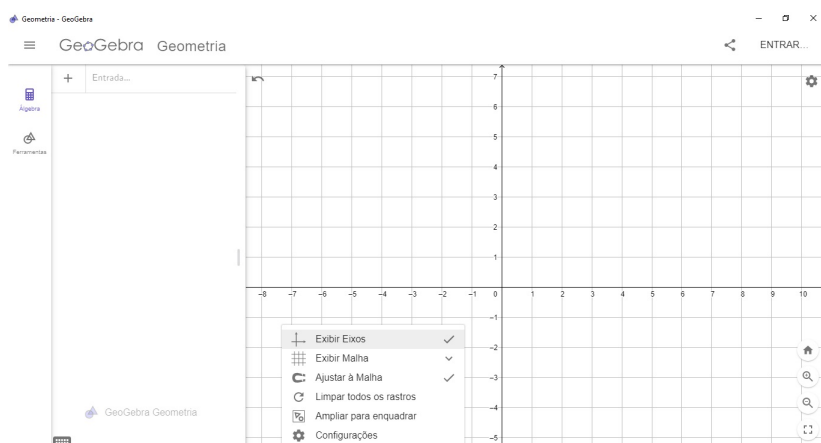 Geometria - GeoGebra
GeoGebra Geometria
ENTRAR...
Entrada...
Álgebra
Ferramentas
7
6
5
4
3
2
1
–8 –7 –6 –5 –4 –3 –2 –1 0 1 2 3 4 5 6 7 8 9 10
–1
–2
–3
–4
–5
Exibir Eixos
Exibir Malha
Ajustar à Malha
Limpar todos os rastros
Ampliar para enquadrar
Configurações
GeoGebra Geometria